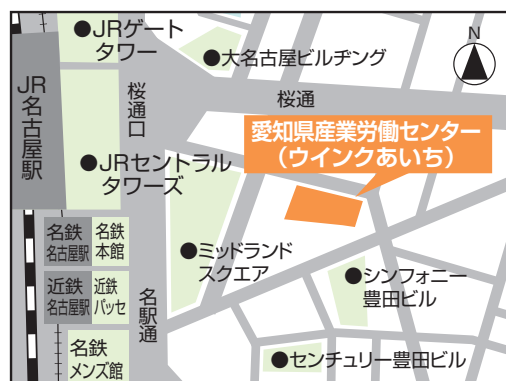 ●JRゲート
タワー
●大名古屋ビルヂング
N
JR
名古屋駅
桜通口
桜通
愛知県産業労働センター
(ウインクあいち)
●JRセントラル
タワーズ
名鉄
名古屋駅
名鉄
本館
●ミッドランド
スクエア
近鉄
名古屋駅
近鉄
パッセ
名駅通
●シンフォニー
豊田ビル
名鉄
メンズ館
●センチュリー豊田ビル